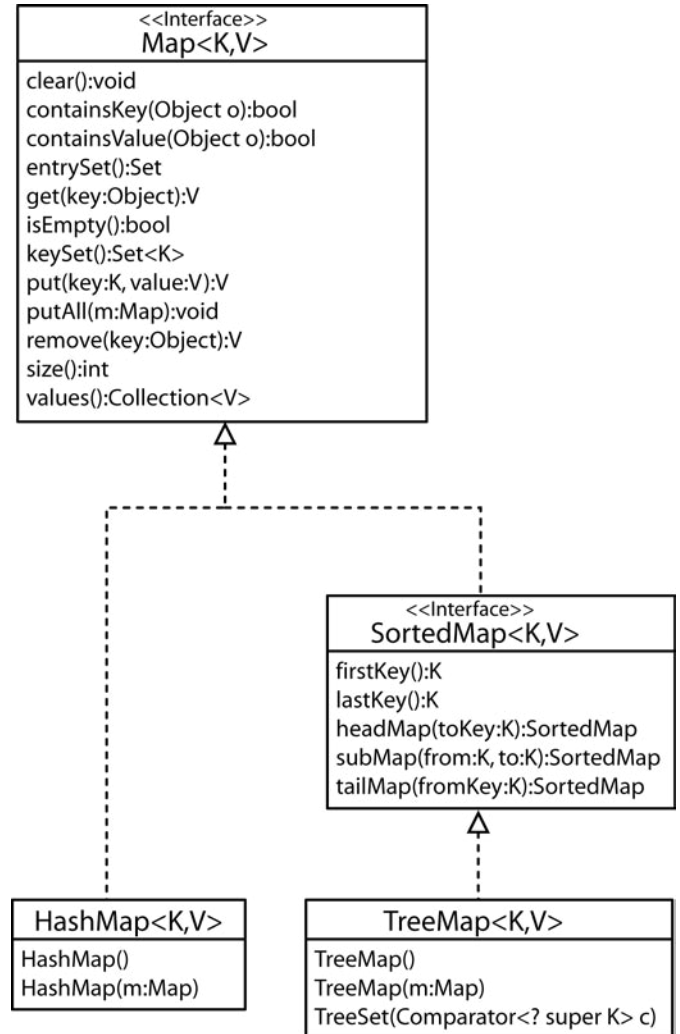 <<Interface>>
Map<K,V>
clear():void
containsKey(Object o):bool
containsValue(Object o):bool
entrySet():Set
get(key:Object):V
isEmpty():bool
keySet():Set<K>
put(key:K, value:V):V
putAll(m:Map):void
remove(key:Object):V
size():int
values():Collection<V>
<<Interface>>
SortedMap<K,V>
firstKey():K
lastKey():K
headMap(toKey:K):SortedMap
subMap(from:K, to:K):SortedMap
tailMap(fromKey:K):SortedMap
HashMap<K,V>
HashMap()
HashMap(m:Map)
TreeMap<K,V>
TreeMap()
TreeMap(m:Map)
TreeSet(Comparator<? super K> c)